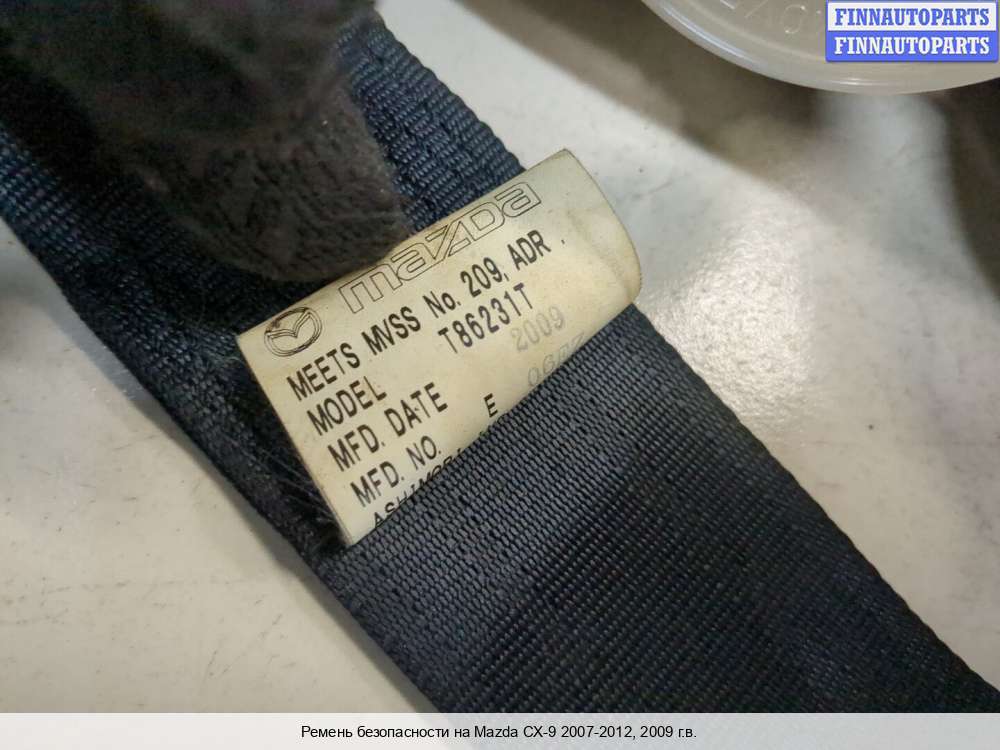 FINNAUTOPARTS
FINNAUTOPARTS
mazda
MEETS MVSS No. 209, ADR .
MODEL T86231T
MFD. DATE 2009
MFD. NO. E
Ремень безопасности на Mazda CX-9 2007-2012, 2009 г.в.